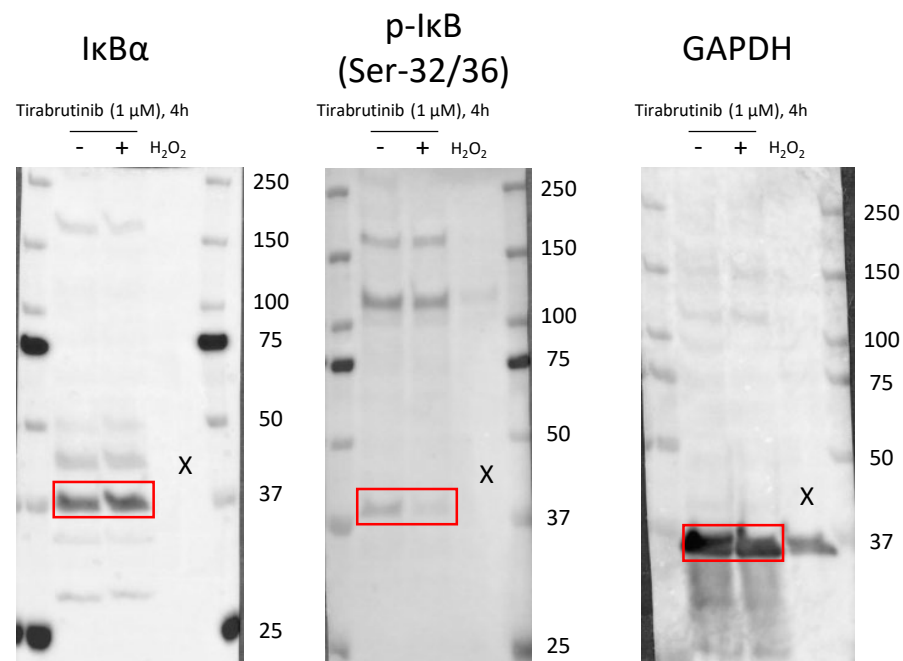 IκBα
p-IκB
(Ser-32/36)
GAPDH
Tirabrutinib (1 μM), 4h
Tirabrutinib (1 μM), 4h
Tirabrutinib (1 μM), 4h
- + H₂O₂
- + H₂O₂
- + H₂O₂
250
150
100
75
50
X
37
25
250
150
100
75
50
X
37
25
250
150
100
75
50
X
37